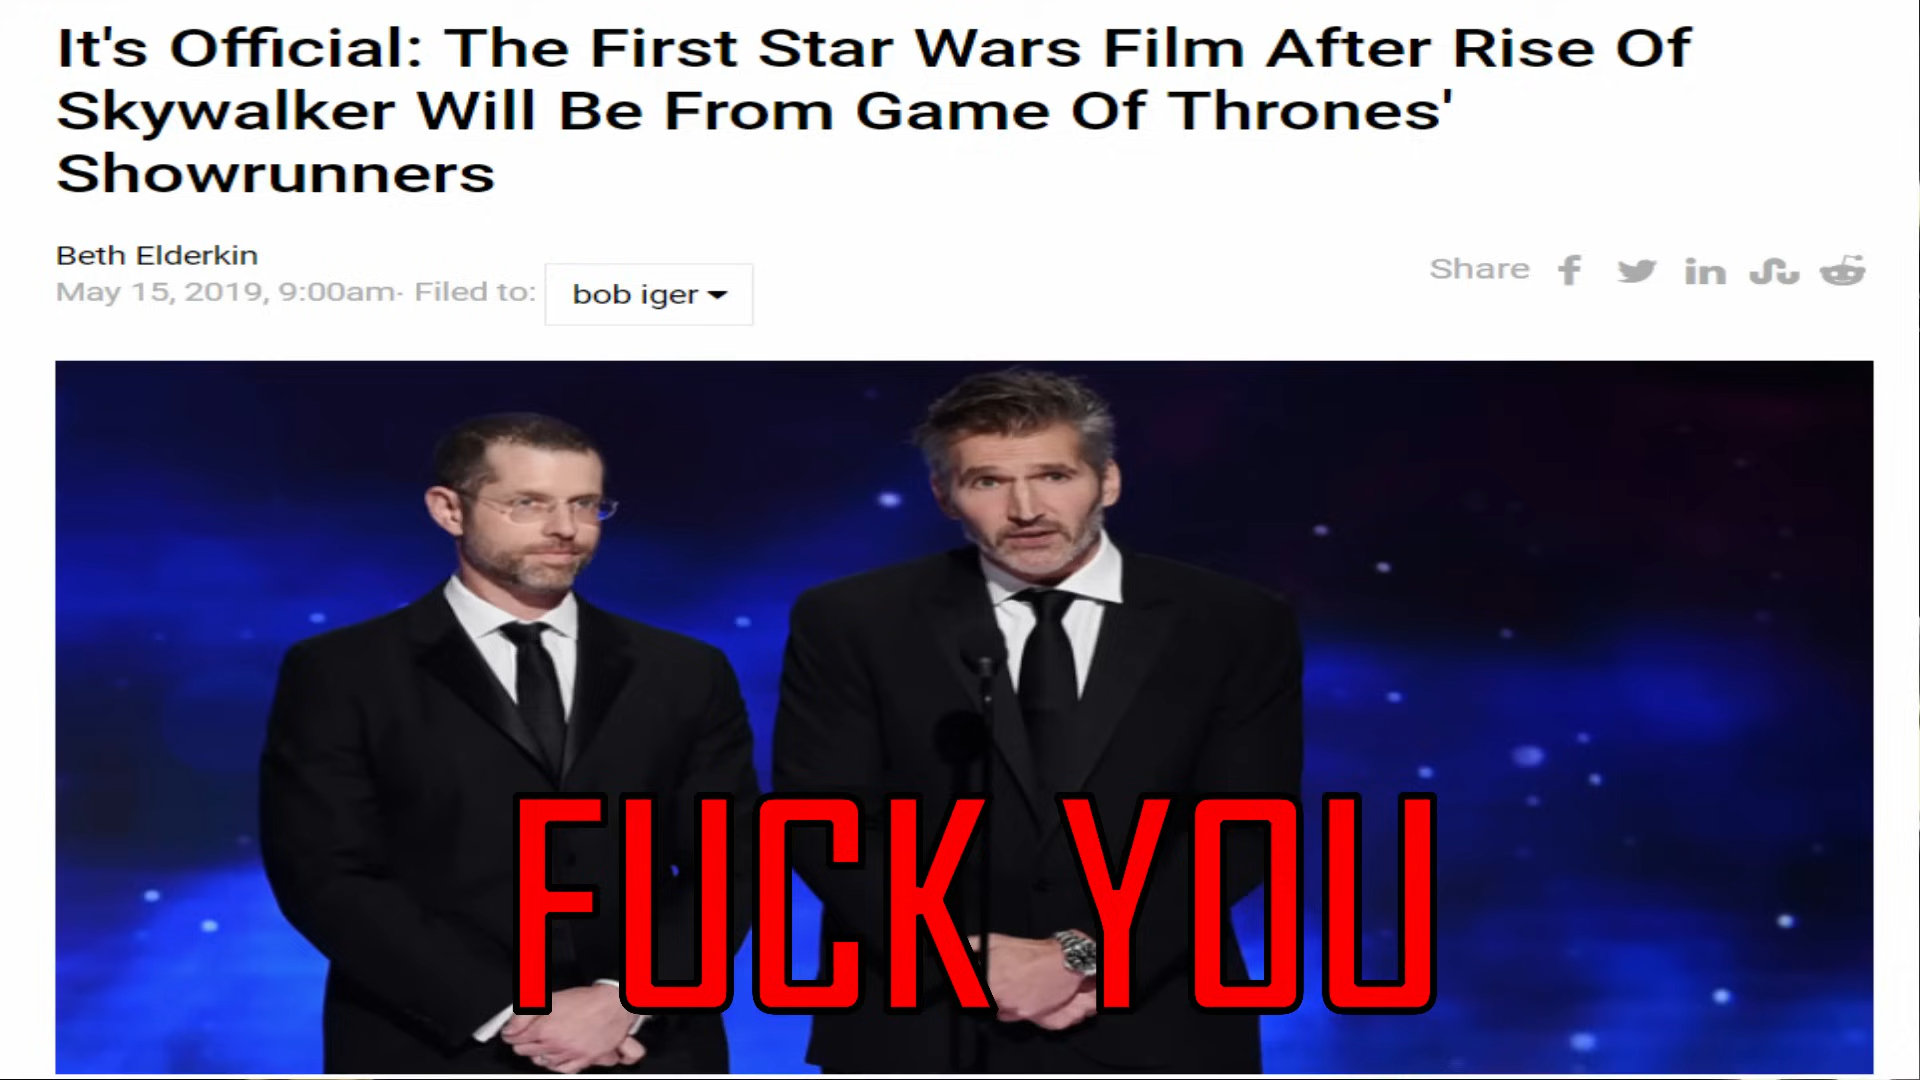 It's Official: The First Star Wars Film After Rise Of
Skywalker Will Be From Game Of Thrones'
Showrunners
Beth Elderkin
May 15, 2019, 9:00am· Filed to:
bob iger
Share
FUCK YOU